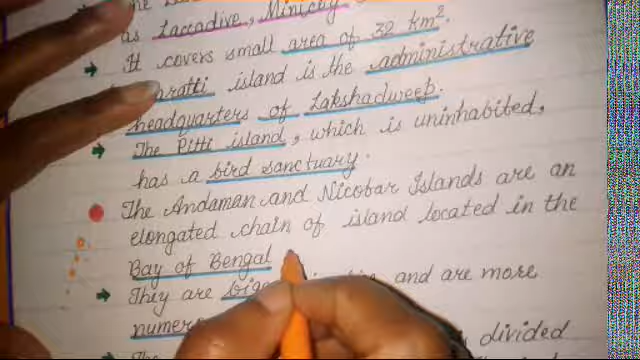 as Laccadive, Minicoy
It covers small area of 32 km².
island is the administrative
headquarters of Lakshadweep.
The Pitti island, which is uninhabited,
has a bird sanctuary.
The Andaman and Nicobar Islands are an
elongated chain of island located in the
Bay of Bengal
They are and are more
divided